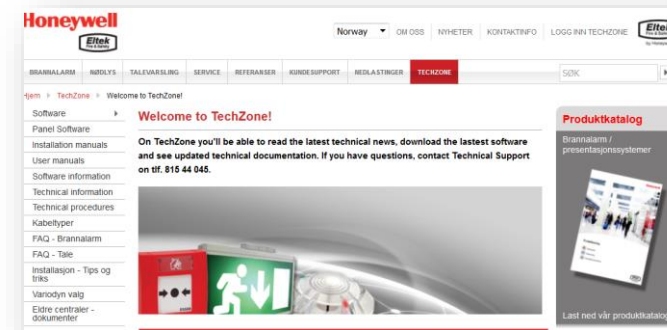 Honeywell
Eltek
Fire & Safety
Norway
OM OSS
NYHETER
KONTAKTINFO
LOGG INN TECHZONE
Eltek
BRANNALARM
NØDLYS
TALEVARSLING
SERVICE
REFERANSER
KUNDESUPPORT
NEDLASTINGER
TECHZONE
SØK
Hjem
TechZone
Welcome to TechZone!
Software
Panel Software
Installation manuals
User manuals
Software information
Technical information
Technical procedures
Kabeltyper
FAQ - Brannalarm
FAQ - Tale
Installasjon - Tips og
triks
Variodyn valg
Eldre centraler -
dokumenter
Welcome to TechZone!
On TechZone you'll be able to read the latest technical news, download the lastest software
and see updated technical documentation. If you have questions, contact Technical Support
on tlf. 815 44 045.
Produktkatalog
Brannalarm /
presentasjonssystemer
Last ned vår produktkatalog